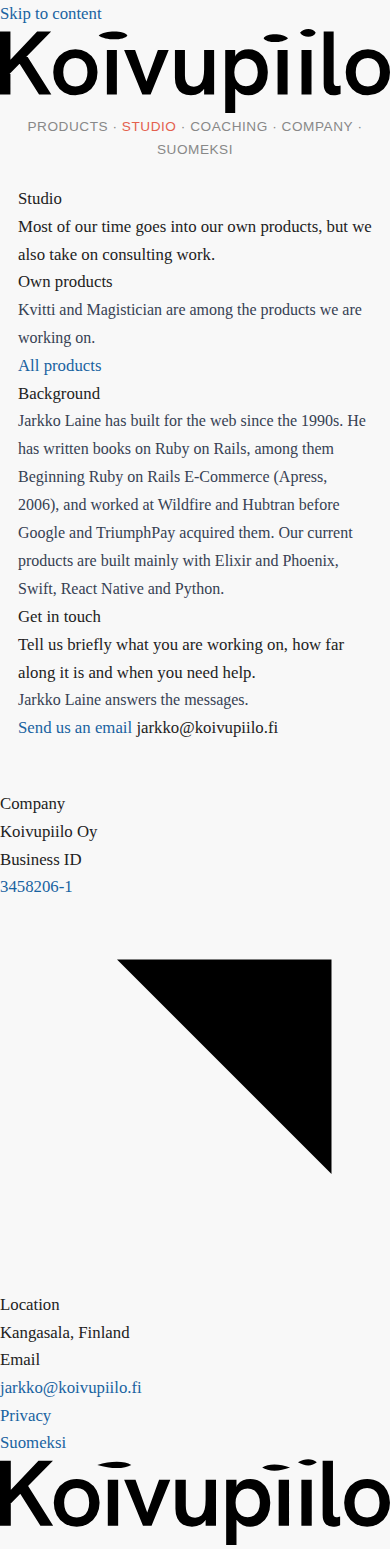 Skip to content
Koivupiilo
PRODUCTS · STUDIO · COACHING · COMPANY ·
SUOMEKSI
Studio
Most of our time goes into our own products, but we
also take on consulting work.
Own products
Kvitti and Magistician are among the products we are
working on.
All products
Background
Jarkko Laine has built for the web since the 1990s. He
has written books on Ruby on Rails, among them
Beginning Ruby on Rails E-Commerce (Apress,
2006), and worked at Wildfire and Hubtran before
Google and TriumphPay acquired them. Our current
products are built mainly with Elixir and Phoenix,
Swift, React Native and Python.
Get in touch
Tell us briefly what you are working on, how far
along it is and when you need help.
Jarkko Laine answers the messages.
Send us an email jarkko@koivupiilo.fi
Company
Koivupiilo Oy
Business ID
3458206-1
Location
Kangasala, Finland
Email
jarkko@koivupiilo.fi
Privacy
Suomeksi
Koivupiilo